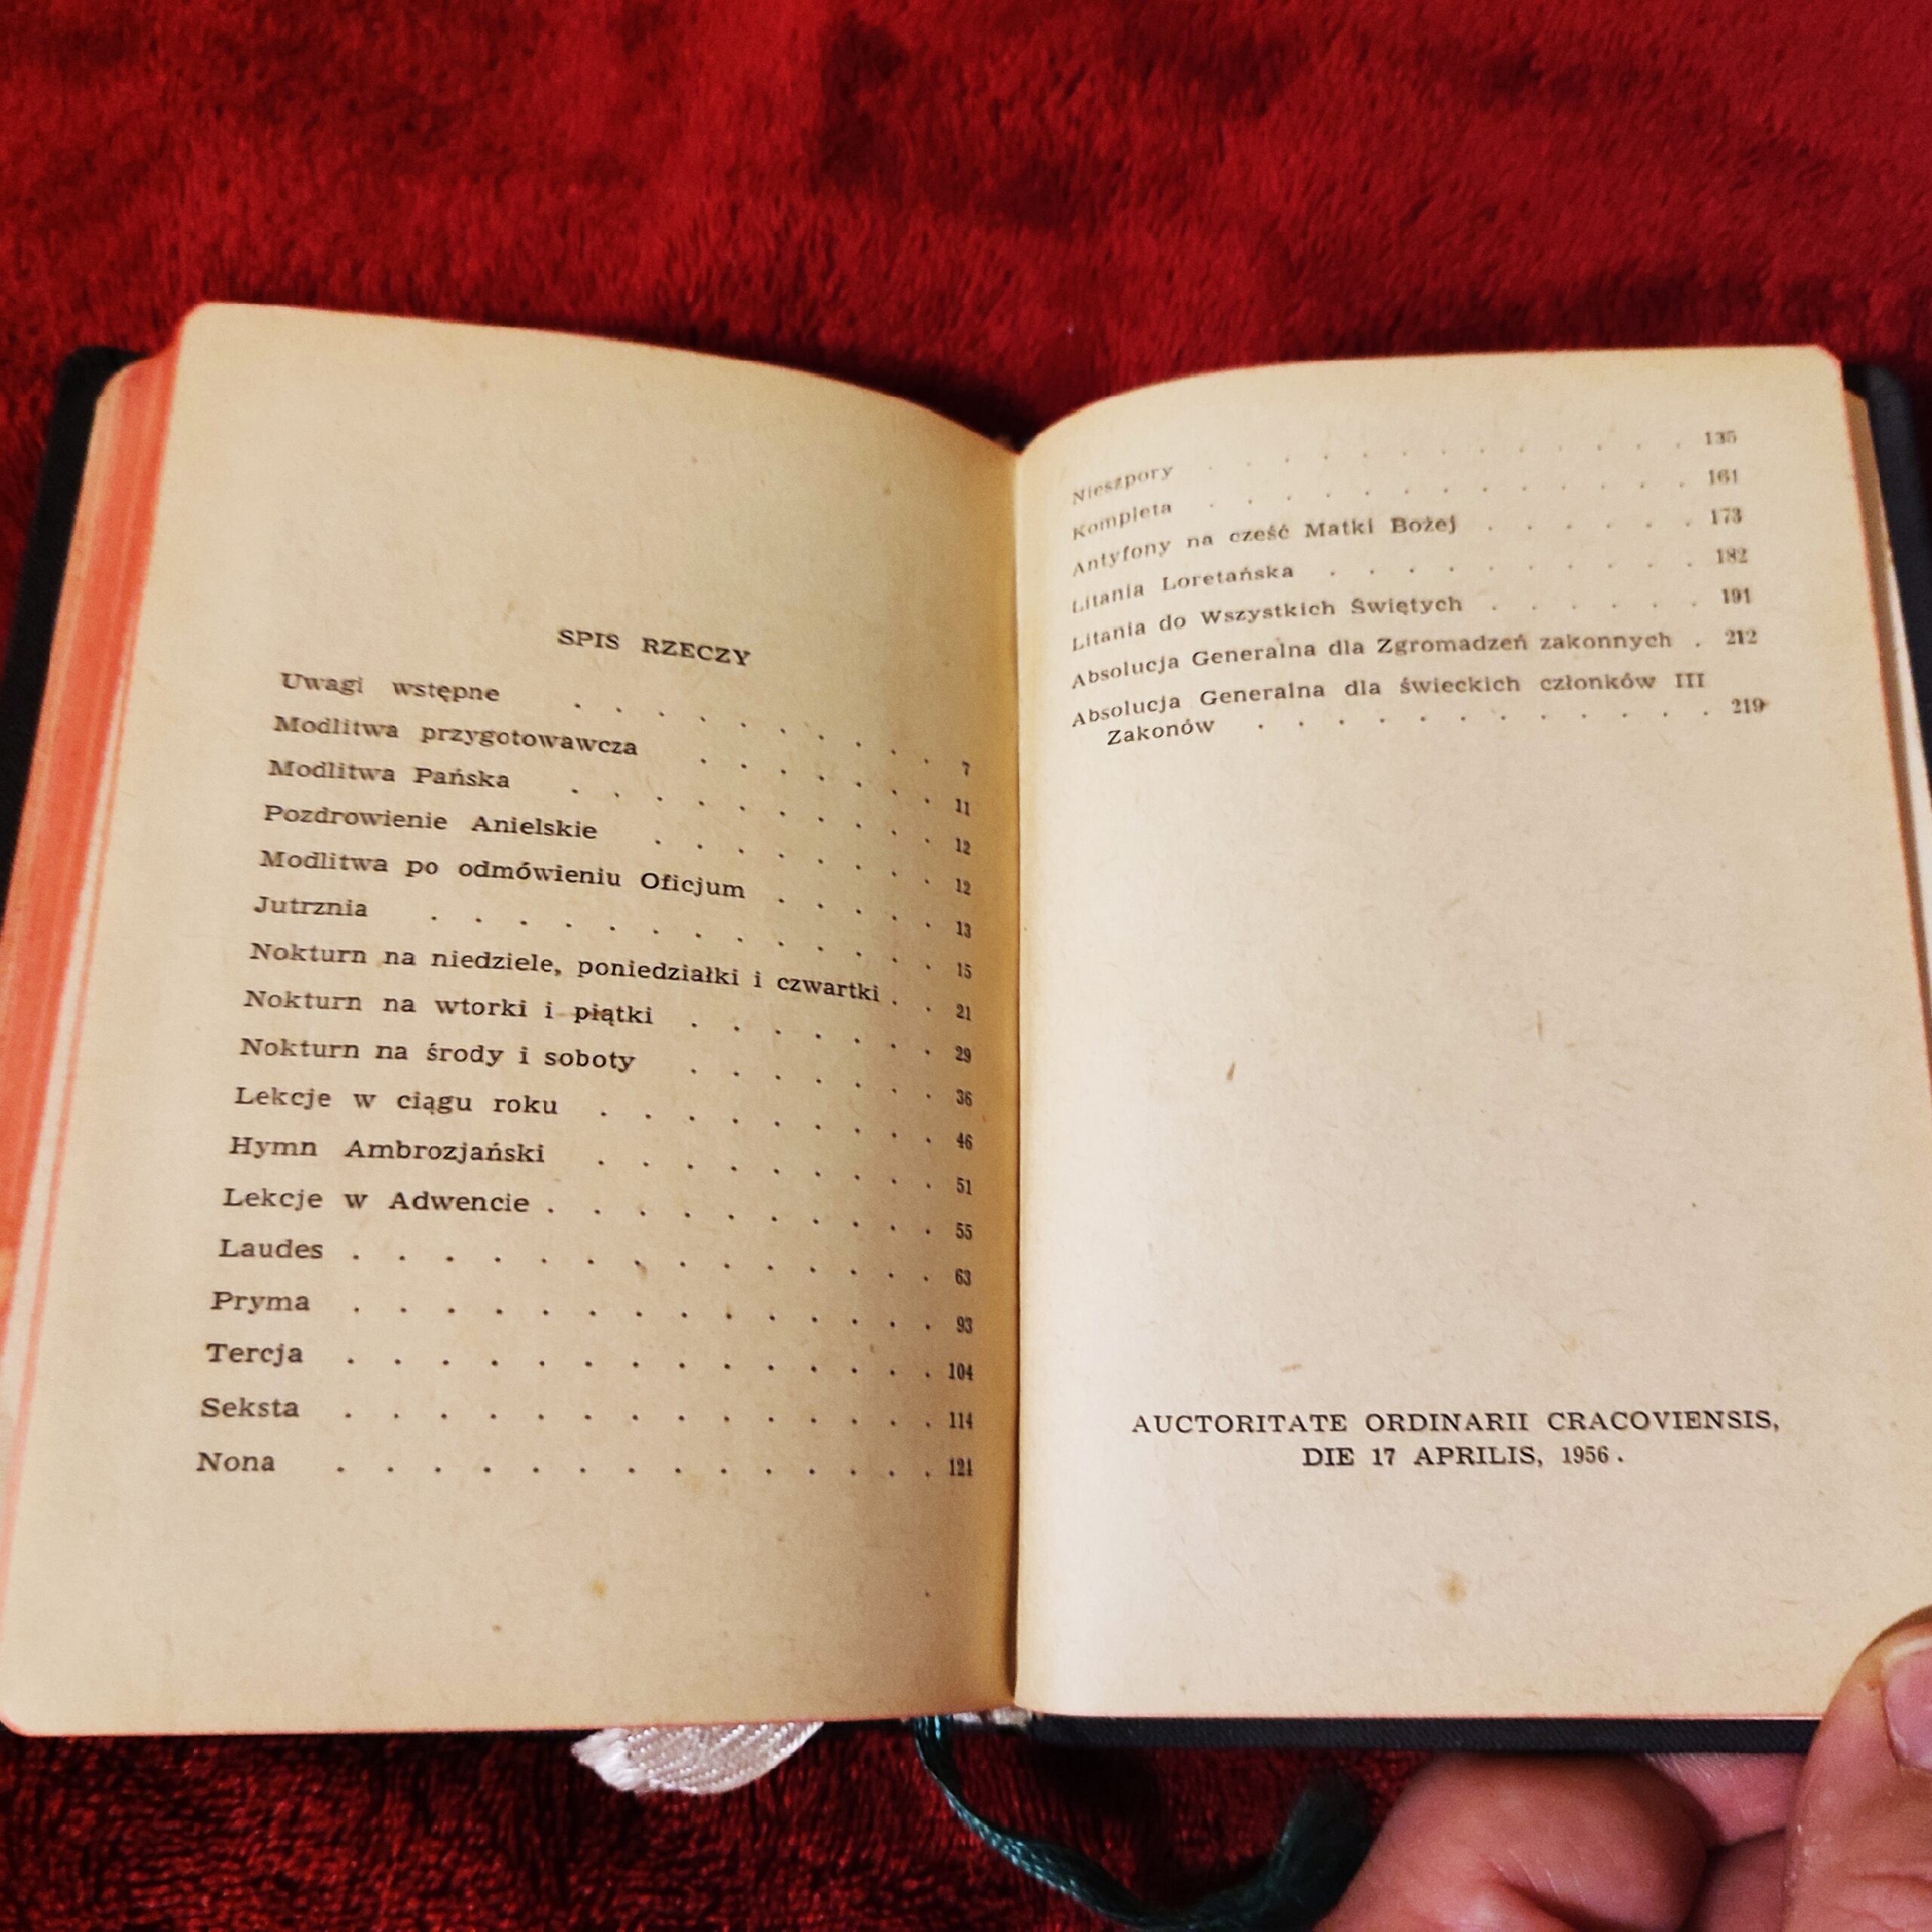 SPIS RZECZY
Uwagi wstępne . . . . . . . . . 7
Modlitwa przygotowawcza . . . . . . . 11
Modlitwa Pańska . . . . . . . . . 12
Pozdrowienie Anielskie . . . . . . . 12
Modlitwa po odmówieniu Oficjum . . . . . 13
Jutrznia . . . . . . . . . . . . 15
Nokturn na niedziele, poniedziałki i czwartki . . 21
Nokturn na wtorki i piątki . . . . . . 29
Nokturn na środy i soboty . . . . . . 36
Lekcje w ciągu roku . . . . . . . . 46
Hymn Ambrozjański . . . . . . . . 51
Lekcje w Adwencie . . . . . . . . . 55
Laudes . . . . . . . . . . . . . 63
Pryma . . . . . . . . . . . . . 93
Tercja . . . . . . . . . . . . . 104
Seksta . . . . . . . . . . . . . 114
Nona . . . . . . . . . . . . . 121
Nieszpory . . . . . . . . . . . . 135
Kompleta . . . . . . . . . . . . 161
Antyfony na cześć Matki Bożej . . . . . . 173
Litania Loretańska . . . . . . . . . . 182
Litania do Wszystkich Świętych . . . . . . 191
Absolucja Generalna dla Zgromadzeń zakonnych . 212
Absolucja Generalna dla świeckich członków III
Zakonów . . . . . . . . . . . 219
AUCTORITATE ORDINARII CRACOVIENSIS,
DIE 17 APRILIS, 1956.